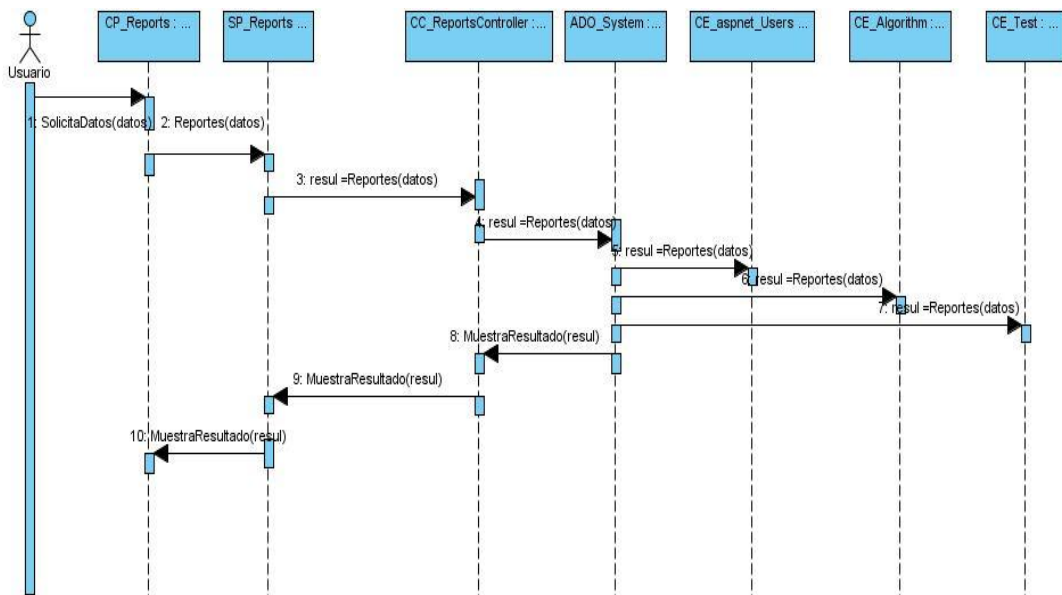 CP_Reports : ...
SP_Reports ...
CC_ReportsController : ...
ADO_System : ...
CE_aspnet_Users ...
CE_Algorithm : ...
CE_Test : ...
Usuario
1: SolicitaDatos(datos)
2: Reportes(datos)
3: resul =Reportes(datos)
4: resul =Reportes(datos)
5: resul =Reportes(datos)
6: resul =Reportes(datos)
7: resul =Reportes(datos)
8: MuestraResultado(resul)
9: MuestraResultado(resul)
10: MuestraResultado(resul)